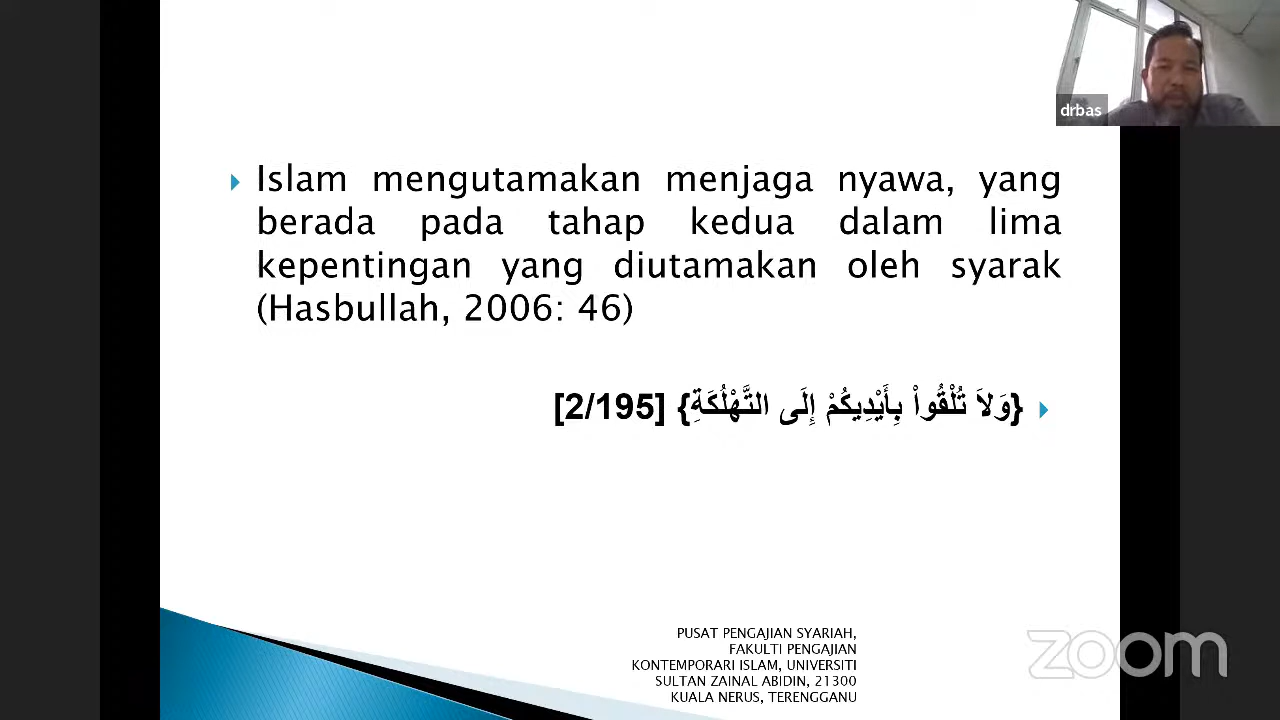 drbas
Islam mengutamakan menjaga nyawa, yang
berada pada tahap kedua dalam lima
kepentingan yang diutamakan oleh syarak
(Hasbullah, 2006: 46)
{وَلاَ تُلْقُواْ بِأَيْدِيكُمْ إِلَى التَّهْلُكَةِ} [2/195]
PUSAT PENGAJIAN SYARIAH,
FAKULTI PENGAJIAN
KONTEMPORARI ISLAM, UNIVERSITI
SULTAN ZAINAL ABIDIN, 21300
KUALA NERUS, TERENGGANU
zoom